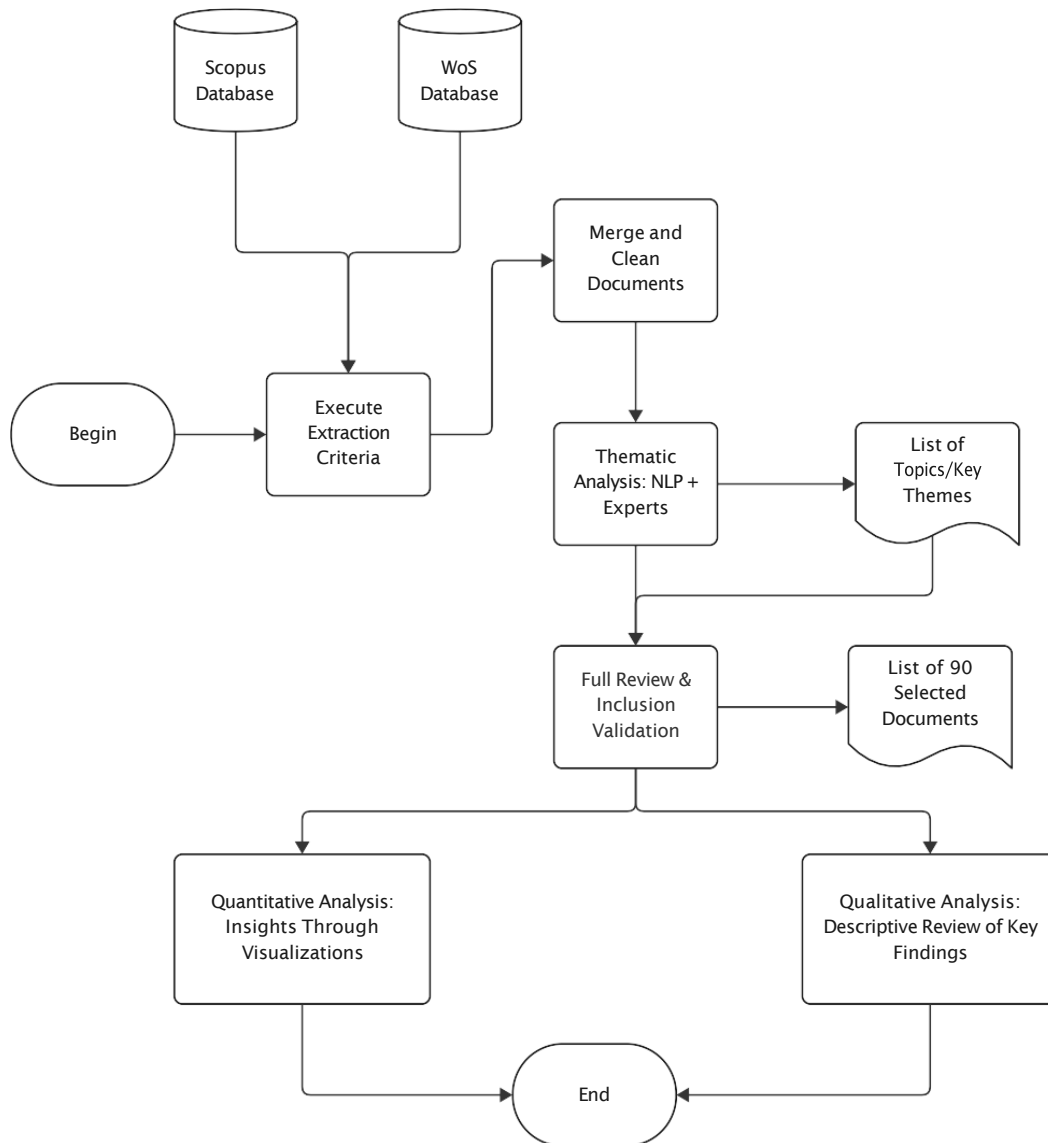 Scopus
Database
WoS
Database
Merge and
Clean
Documents
Begin
Execute
Extraction
Criteria
Thematic
Analysis: NLP +
Experts
List of
Topics/Key
Themes
Full Review &
Inclusion
Validation
List of 90
Selected
Documents
Quantitative Analysis:
Insights Through
Visualizations
Qualitative Analysis:
Descriptive Review of Key
Findings
End